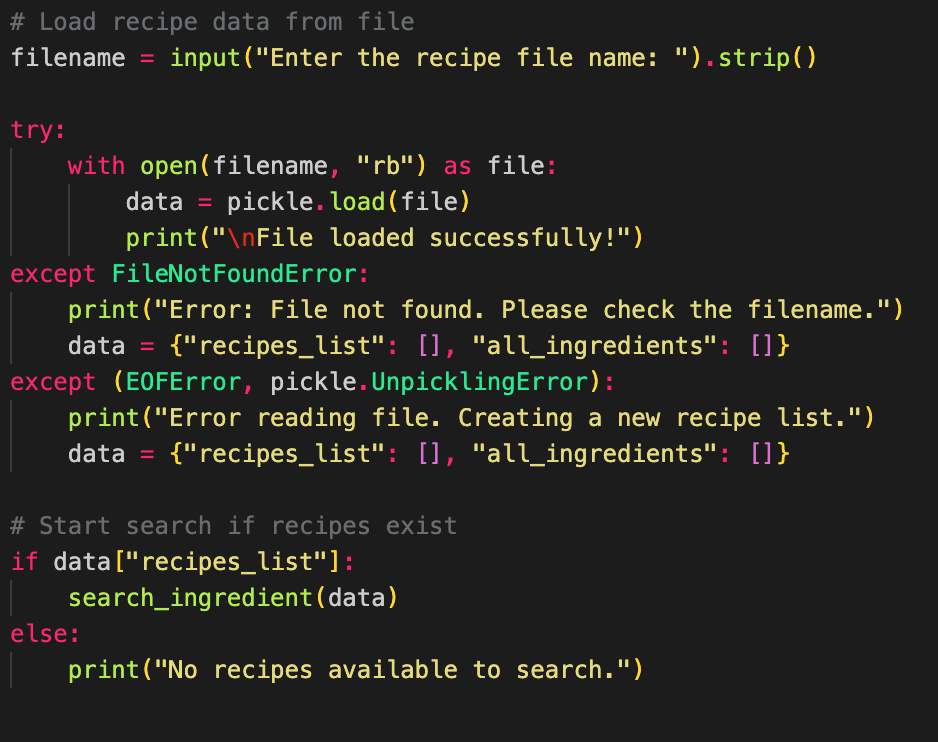 # Load recipe data from file
filename = input("Enter the recipe file name: ").strip()

try:
    with open(filename, "rb") as file:
        data = pickle.load(file)
        print("\nFile loaded successfully!")
except FileNotFoundError:
    print("Error: File not found. Please check the filename.")
    data = {"recipes_list": [], "all_ingredients": []}
except (EOFError, pickle.UnpicklingError):
    print("Error reading file. Creating a new recipe list.")
    data = {"recipes_list": [], "all_ingredients": []}

# Start search if recipes exist
if data["recipes_list"]:
    search_ingredient(data)
else:
    print("No recipes available to search.")